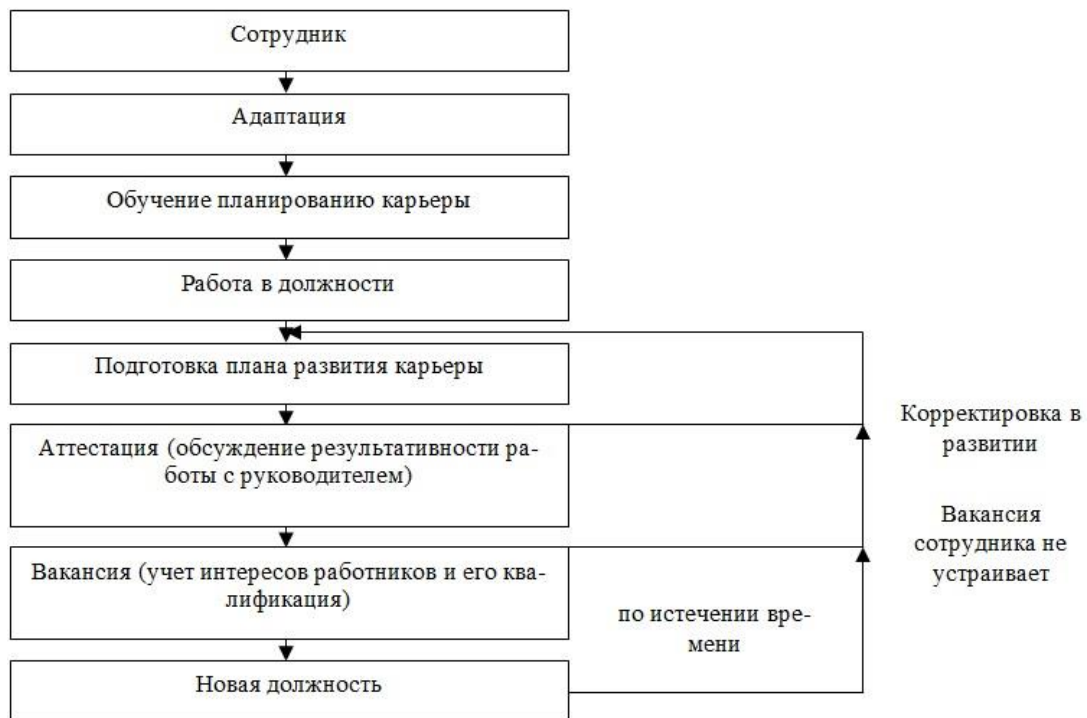 Сотрудник
Адаптация
Обучение планированию карьеры
Работа в должности
Подготовка плана развития карьеры
Аттестация (обсуждение результативности ра-
боты с руководителем)
Вакансия (учет интересов работников и его ква-
лификация)
Новая должность
Корректировка в
развитии
Вакансия
сотрудника не
устраивает
по истечении вре-
мени